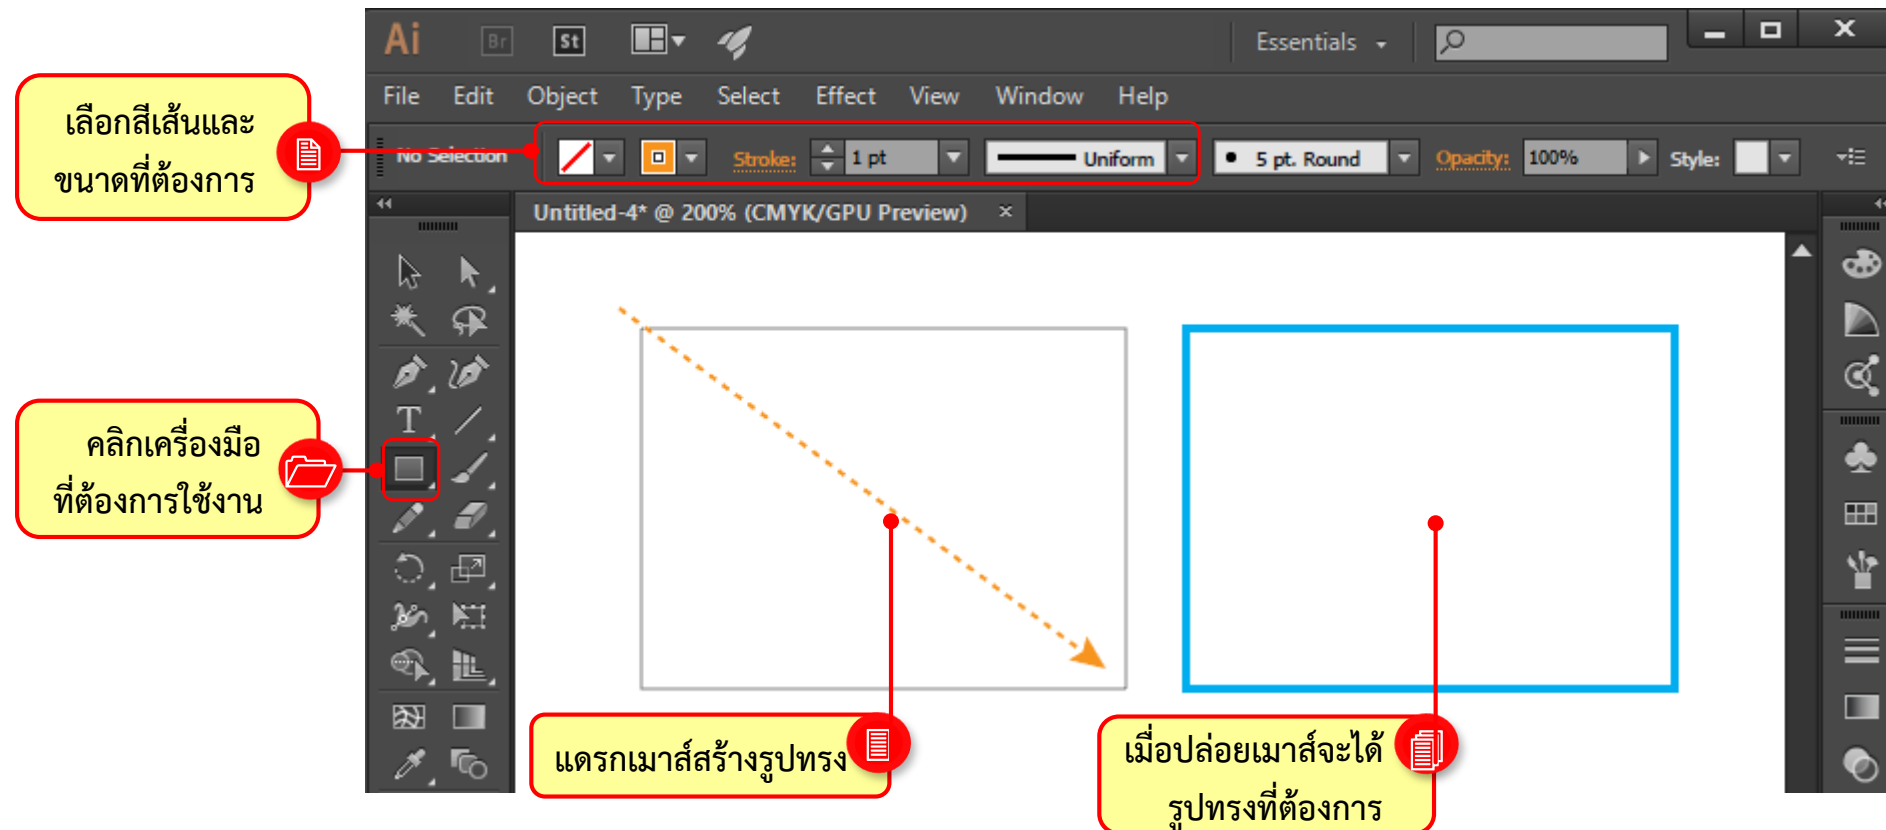 Ai Br St Essentials
File Edit Object Type Select Effect View Window Help
เลือกสีเส้นและ
ขนาดที่ต้องการ
No Selection Stroke: 1 pt Uniform 5 pt. Round Opacity: 100% Style:
Untitled-4* @ 200% (CMYK/GPU Preview) ×
คลิกเครื่องมือ
ที่ต้องการใช้งาน
T
แดรกเมาส์สร้างรูปทรง
เมื่อปล่อยเมาส์จะได้
รูปทรงที่ต้องการ